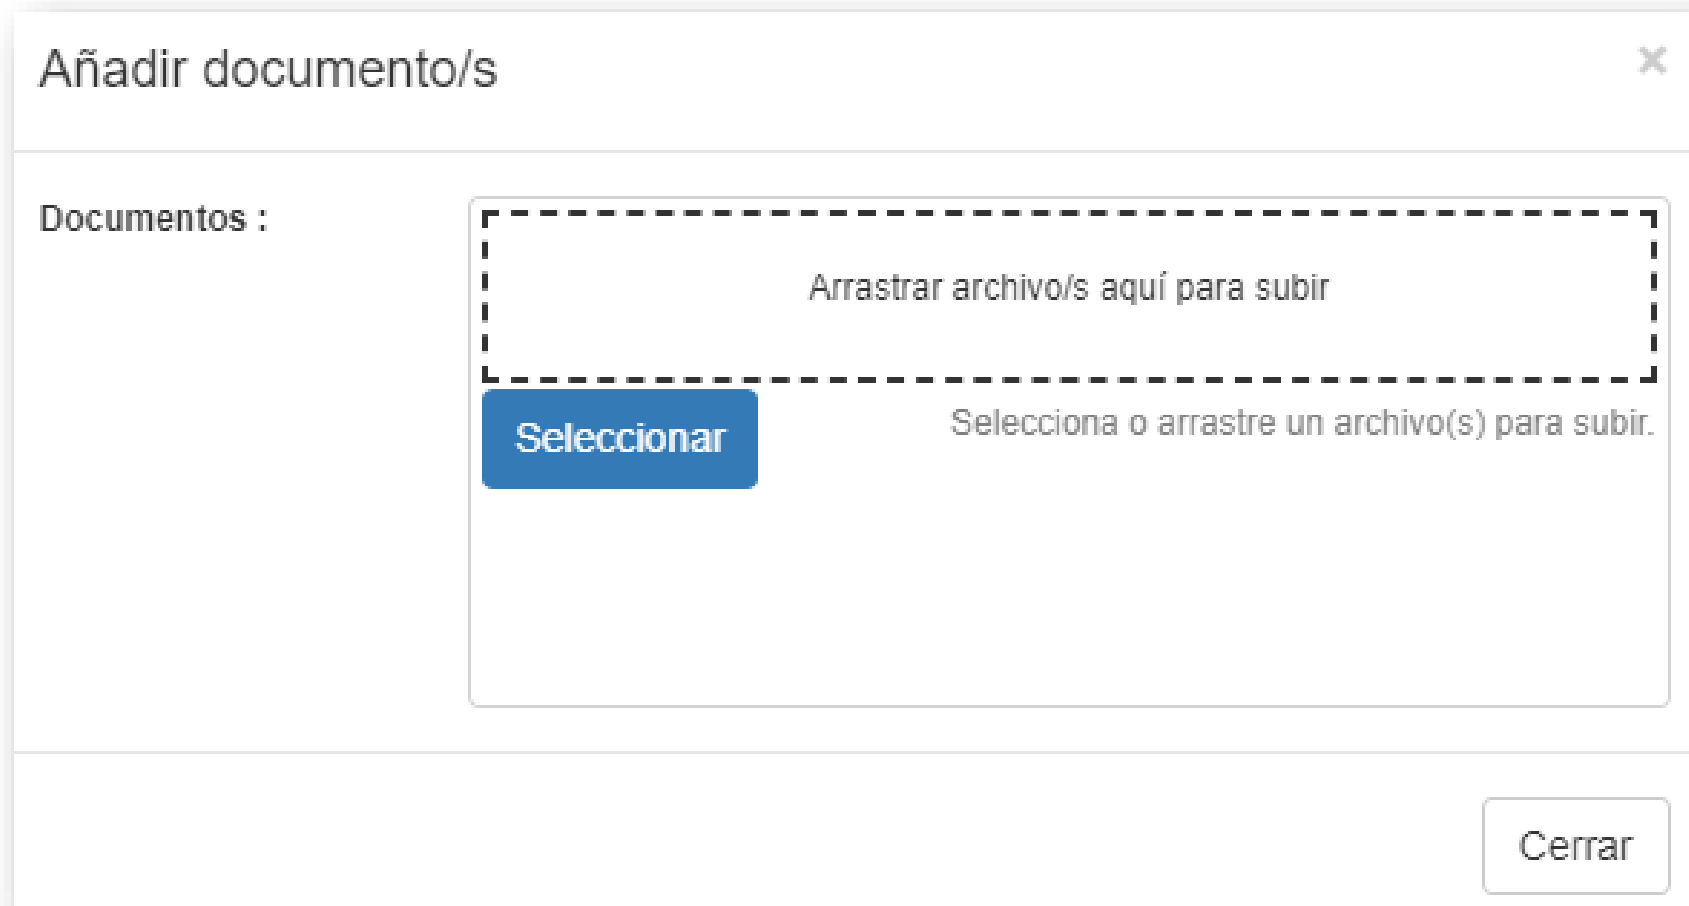 Añadir documento/s
×
Documentos :
Arrastrar archivo/s aquí para subir
Seleccionar
Selecciona o arrastre un archivo(s) para subir.
Cerrar